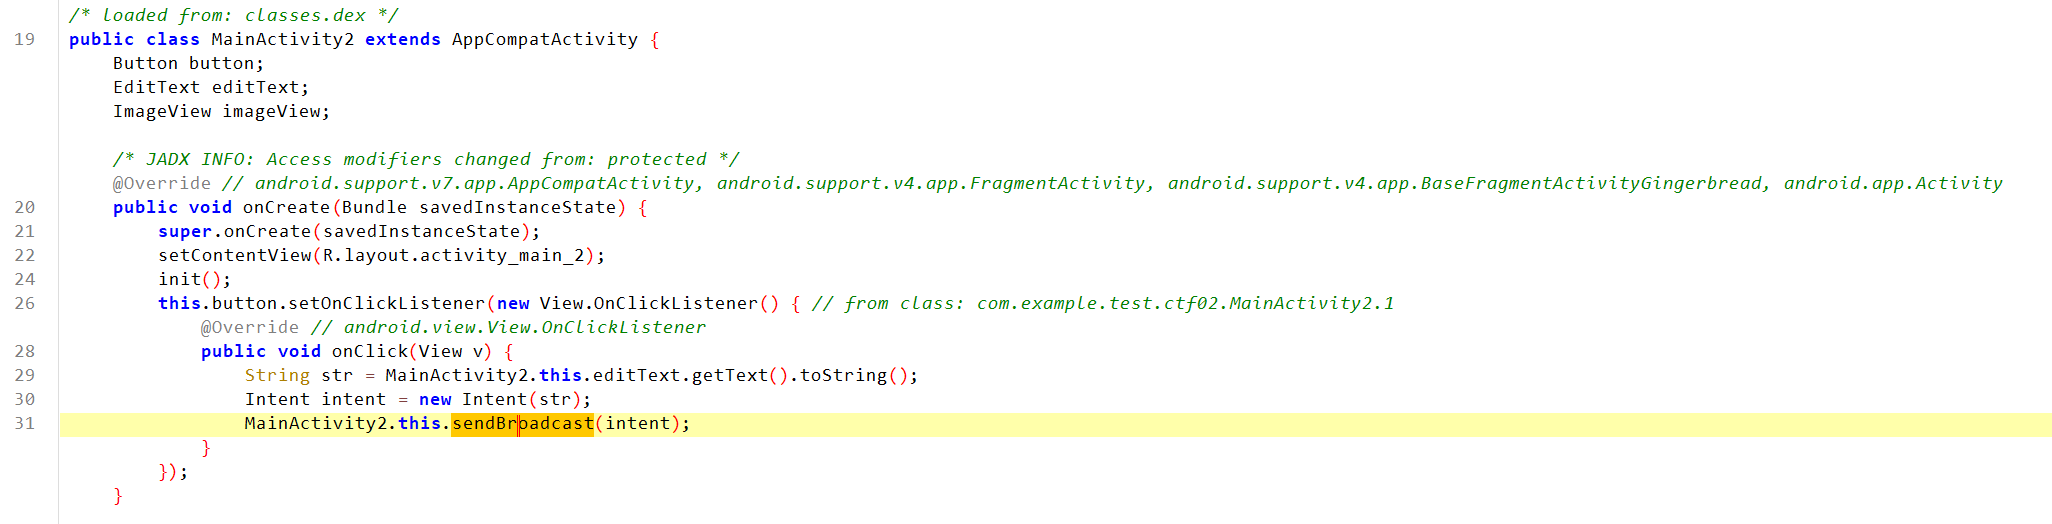 /* loaded from: classes.dex */
19 public class MainActivity2 extends AppCompatActivity {
Button button;
EditText editText;
ImageView imageView;
/* JADX INFO: Access modifiers changed from: protected */
@Override // android.support.v7.app.AppCompatActivity, android.support.v4.app.FragmentActivity, android.support.v4.app.BaseFragmentActivityGingerbread, android.app.Activity
20 public void onCreate(Bundle savedInstanceState) {
21 super.onCreate(savedInstanceState);
22 setContentView(R.layout.activity_main_2);
24 init();
26 this.button.setOnClickListener(new View.OnClickListener() { // from class: com.example.test.ctf02.MainActivity2.1
@Override // android.view.View.OnClickListener
28 public void onClick(View v) {
29 String str = MainActivity2.this.editText.getText().toString();
30 Intent intent = new Intent(str);
31 MainActivity2.this.sendBroadcast(intent);
}
});
}